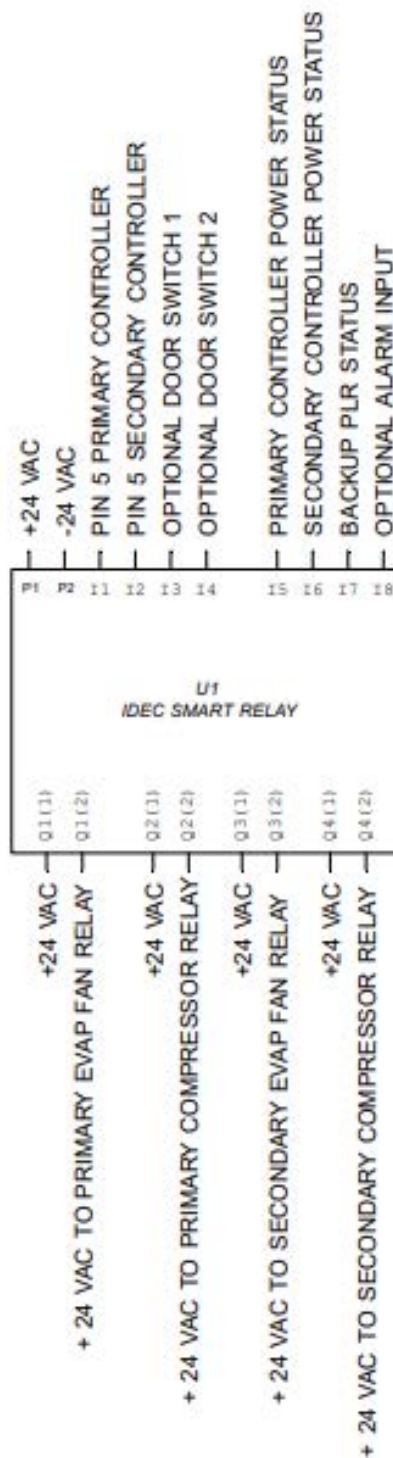 +24 VAC
-24 VAC
PIN 5 PRIMARY CONTROLLER
PIN 5 SECONDARY CONTROLLER
OPTIONAL DOOR SWITCH 1
OPTIONAL DOOR SWITCH 2
PRIMARY CONTROLLER POWER STATUS
SECONDARY CONTROLLER POWER STATUS
BACKUP PLR STATUS
OPTIONAL ALARM INPUT
P1
P2
I1
I2
I3
I4
I5
I6
I7
I8
U1
IDEC SMART RELAY
Q1(1)
Q1(2)
Q2(1)
Q2(2)
Q3(1)
Q3(2)
Q4(1)
Q4(2)
+24 VAC
+ 24 VAC TO PRIMARY EVAP FAN RELAY
+24 VAC
+ 24 VAC TO PRIMARY COMPRESSOR RELAY
+24 VAC
+ 24 VAC TO SECONDARY EVAP FAN RELAY
+24 VAC
+ 24 VAC TO SECONDARY COMPRESSOR RELAY